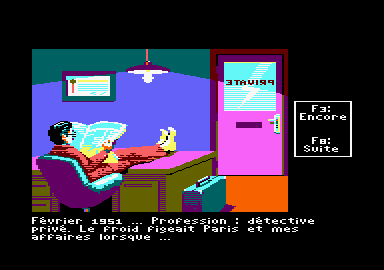 PRIVATE
F3:
Encore
F8:
Suite
Février 1951 ... Profession : détective
privé. Le froid figeait Paris et mes
affaires lorsque ...